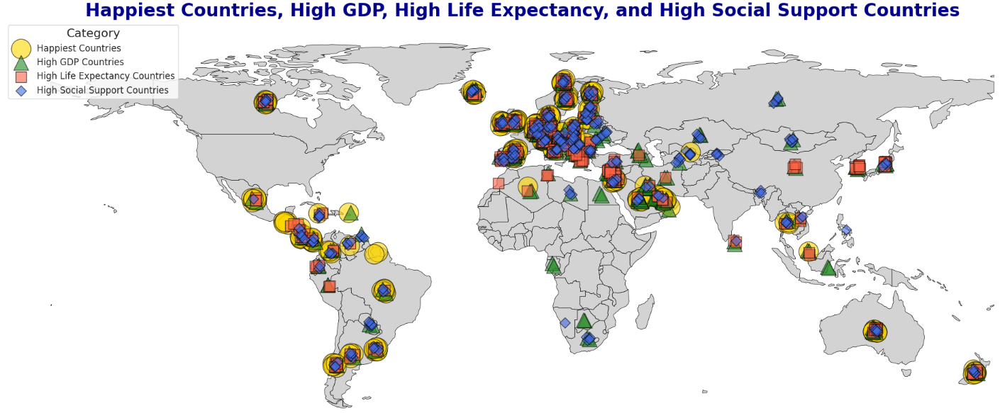 Happiest Countries, High GDP, High Life Expectancy, and High Social Support Countries
Category
Happiest Countries
High GDP Countries
High Life Expectancy Countries
High Social Support Countries